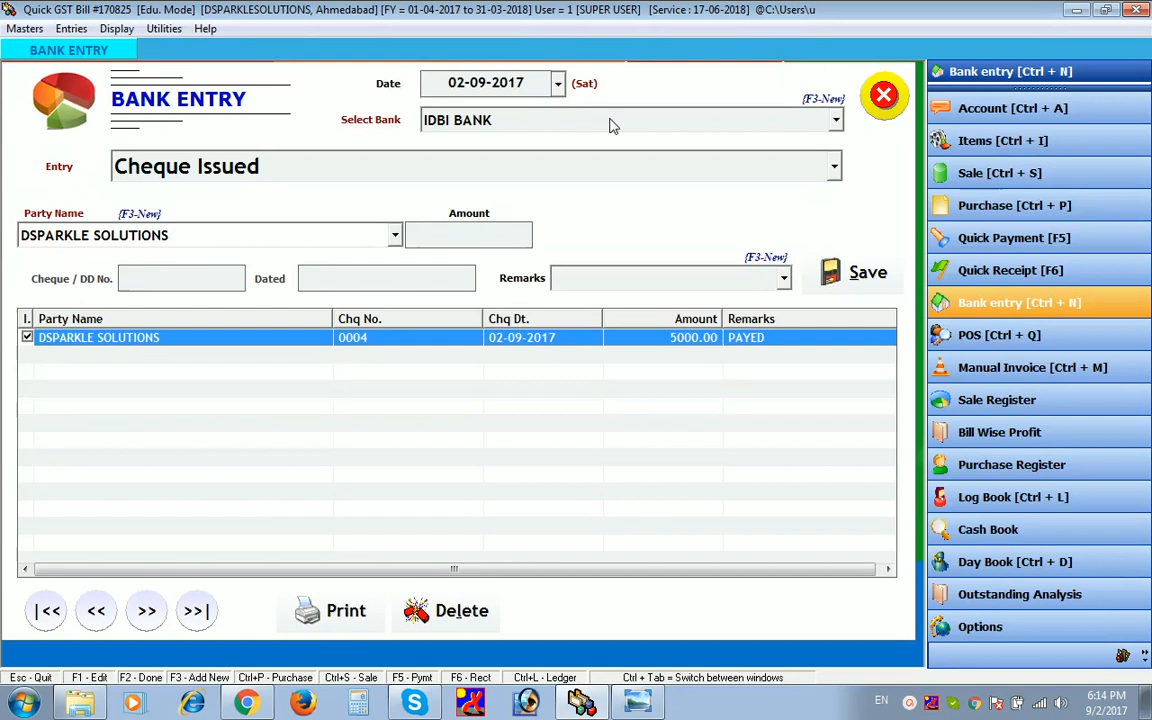 Quick GST Bill #170825 [Edu. Mode] [DSPARKLESOLUTIONS, Ahmedabad] [FY = 01-04-2017 to 31-03-2018] User = 1 [SUPER USER] [Service : 17-06-2018] @C:\Users\u
Masters Entries Display Utilities Help
BANK ENTRY
BANK ENTRY
Date 02-09-2017 (Sat)
{F3-New}
Select Bank IDBI BANK
Entry Cheque Issued
Party Name {F3-New} Amount
DSPARKLE SOLUTIONS
{F3-New}
Cheque / DD No. Dated Remarks Save
I. Party Name Chq No. Chq Dt. Amount Remarks
DSPARKLE SOLUTIONS 0004 02-09-2017 5000.00 PAYED
|<< << >> >>| Print Delete
Bank entry [Ctrl + N]
Account [Ctrl + A]
Items [Ctrl + I]
Sale [Ctrl + S]
Purchase [Ctrl + P]
Quick Payment [F5]
Quick Receipt [F6]
Bank entry [Ctrl + N]
POS [Ctrl + Q]
Manual Invoice [Ctrl + M]
Sale Register
Bill Wise Profit
Purchase Register
Log Book [Ctrl + L]
Cash Book
Day Book [Ctrl + D]
Outstanding Analysis
Options
Esc - Quit F1 - Edit F2 - Done F3 - Add New Ctrl+P - Purchase Ctrl+S - Sale F5 - Pymt F6 - Rect Ctrl+L - Ledger Ctrl + Tab = Switch between windows
EN 6:14 PM
9/2/2017